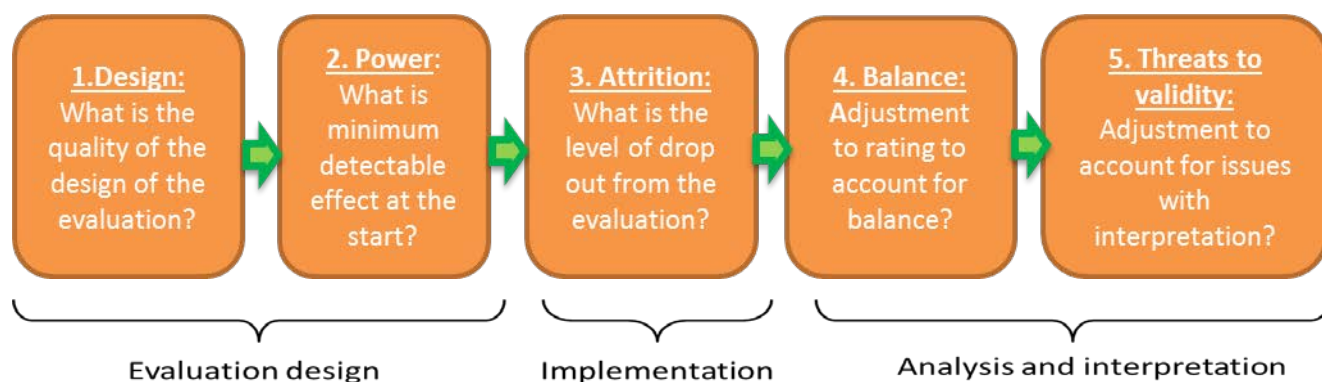 1.Design:
What is the
quality of the
design of the
evaluation?
2. Power:
What is
minimum
detectable
effect at the
start?
3. Attrition:
What is the
level of drop
out from the
evaluation?
4. Balance:
Adjustment
to rating to
account for
balance?
5. Threats to
validity:
Adjustment to
account for issues
with
interpretation?
Evaluation design
Implementation
Analysis and interpretation